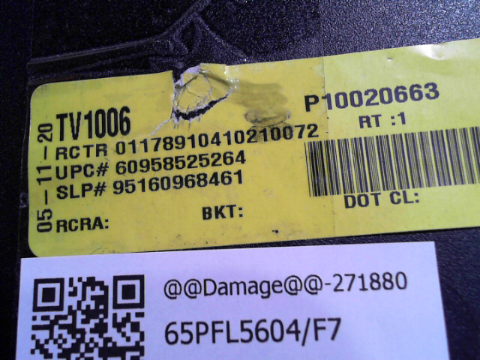 05-11-20
TV1006
P10020663
RCTR 01178910410210072
RT :1
UPC# 60958525264
SLP# 95160968461
RCRA:
BKT:
DOT CL:
@@Damage@@-271880
65PFL5604/F7